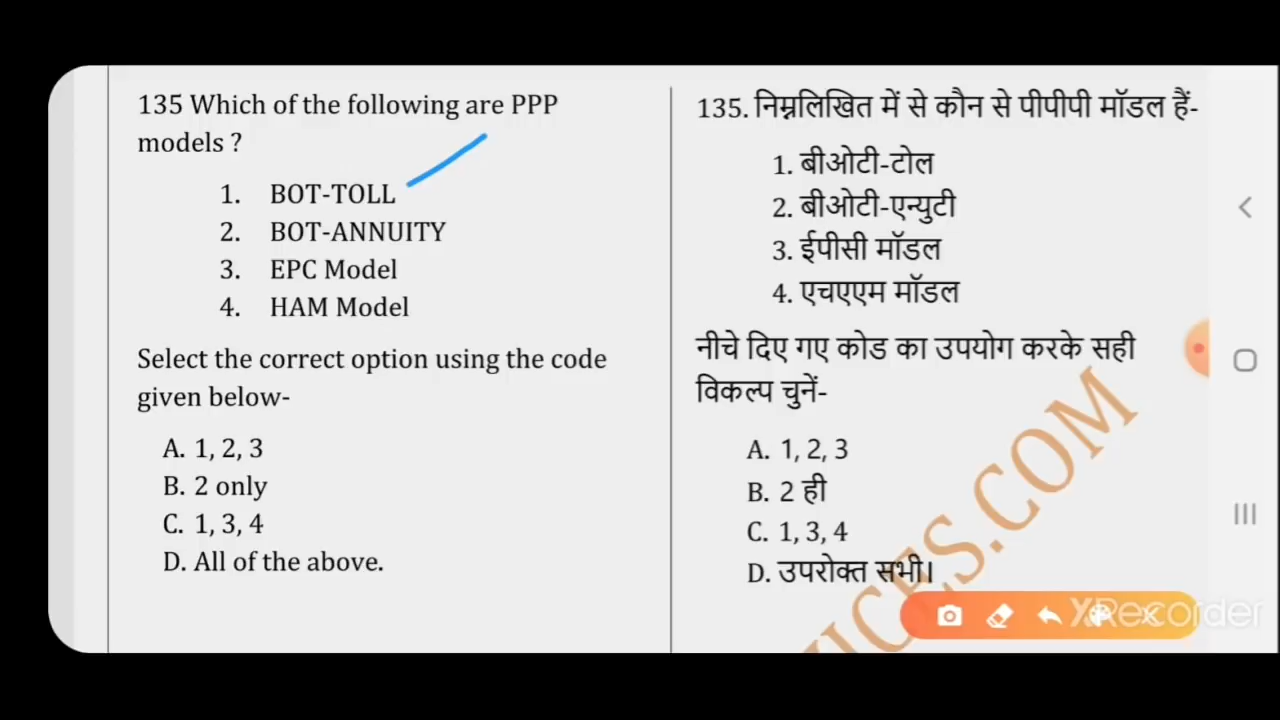 135 Which of the following are PPP
models ?
1. BOT-TOLL
2. BOT-ANNUITY
3. EPC Model
4. HAM Model
Select the correct option using the code
given below-
A. 1, 2, 3
B. 2 only
C. 1, 3, 4
D. All of the above.
135. निम्नलिखित में से कौन से पीपीपी मॉडल हैं-
1. बीओटी-टोल
2. बीओटी-एन्युटी
3. ईपीसी मॉडल
4. एचएएम मॉडल
नीचे दिए गए कोड का उपयोग करके सही
विकल्प चुनें-
A. 1, 2, 3
B. 2 ही
C. 1, 3, 4
D. उपरोक्त सभी।
ICES.COM
XRecorder